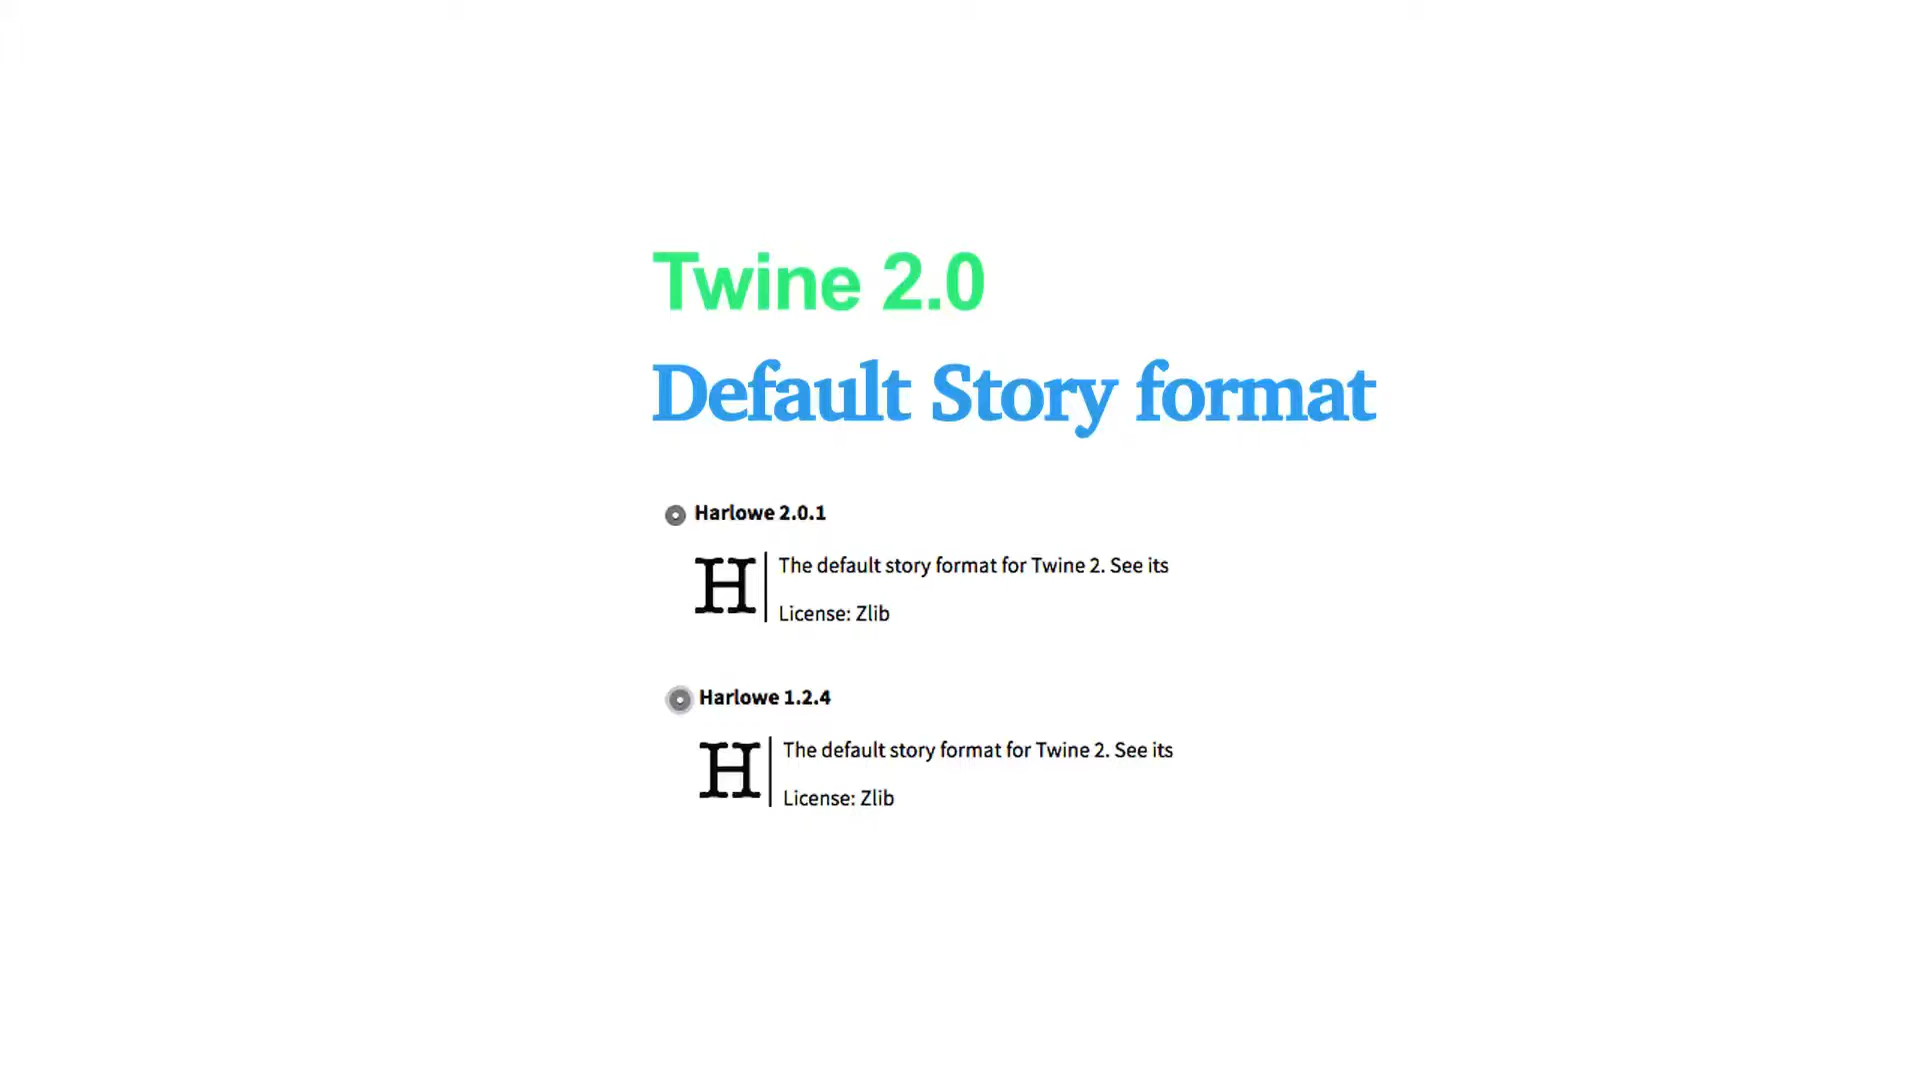 Twine 2.0
Default Story format
Harlowe 2.0.1
H
The default story format for Twine 2. See its
License: Zlib
Harlowe 1.2.4
H
The default story format for Twine 2. See its
License: Zlib